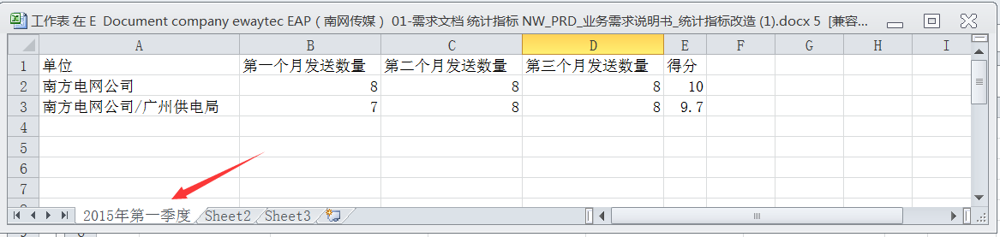 工作表 在 E  Document company ewaytec EAP ( 南网传媒 )  01-需求文档 统计指标 NW_PRD_业务需求说明书_统计指标改造 (1).docx 5  [兼容...
A B C D E F G H I
1 单位 第一个月发送数量 第二个月发送数量 第三个月发送数量 得分
2 南方电网公司 8 8 8 10
3 南方电网公司/广州供电局 7 8 8 9.7
4
5
6
7
2015年第一季度 Sheet2 Sheet3